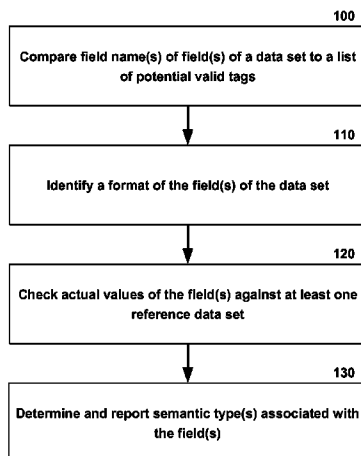 100
Compare field name(s) of field(s) of a data set to a list
of potential valid tags
110
Identify a format of the field(s) of the data set
120
Check actual values of the field(s) against at least one
reference data set
130
Determine and report semantic type(s) associated with
the field(s)